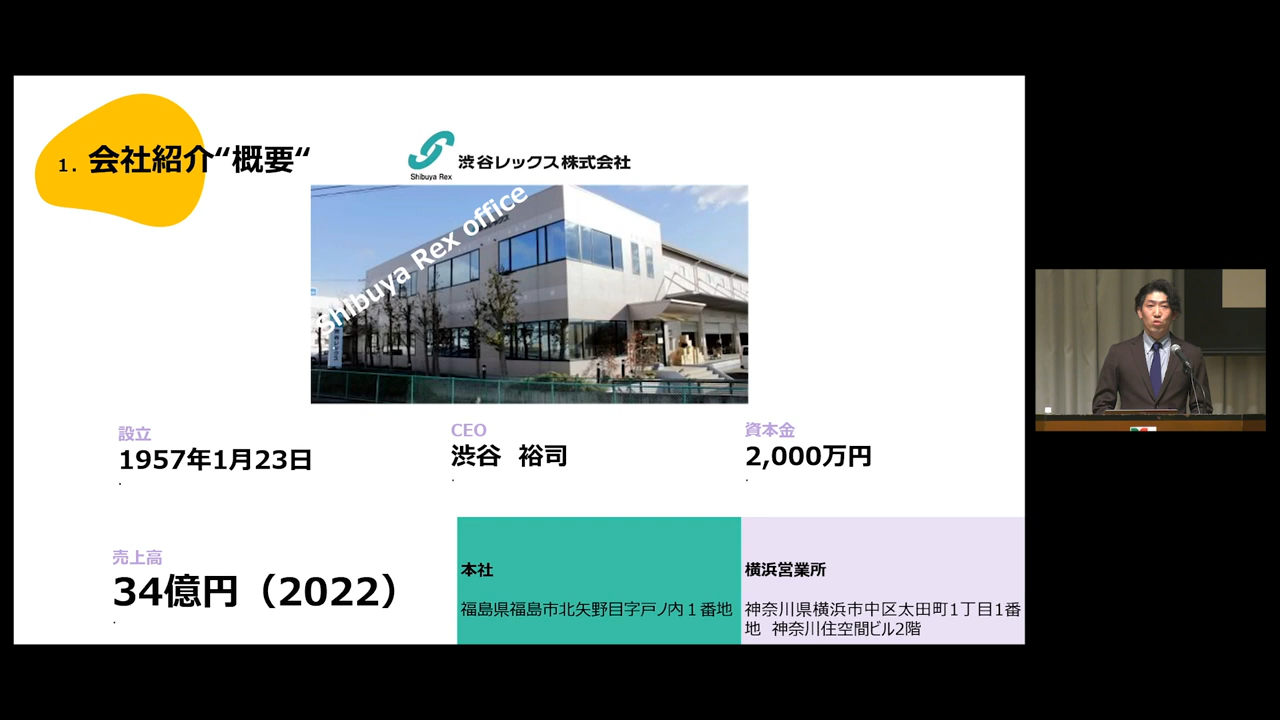 1. 会社紹介“概要“
渋谷レックス株式会社
Shibuya Rex
Shibuya Rex office
設立
1957年1月23日
CEO
渋谷　裕司
資本金
2,000万円
売上高
34億円（2022）
本社
福島県福島市北矢野目字戸ノ内１番地
横浜営業所
神奈川県横浜市中区太田町1丁目1番
地　神奈川住空間ビル2階